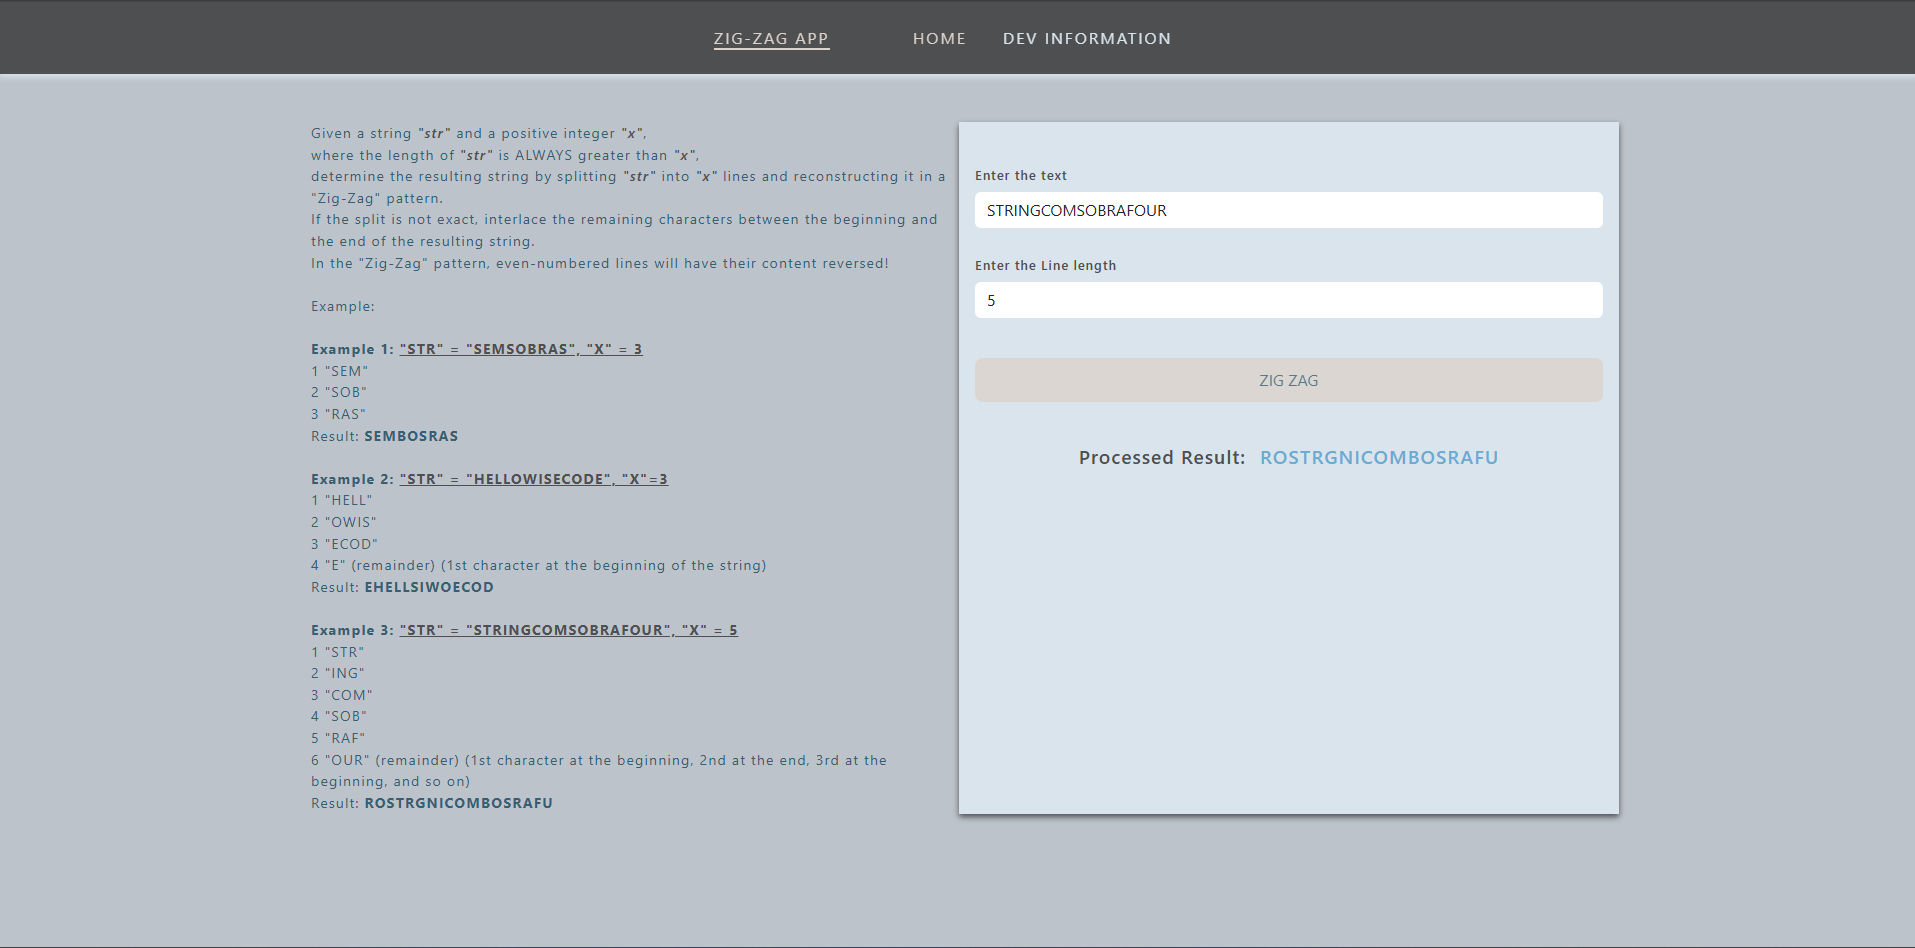 ZIG-ZAG APP HOME DEV INFORMATION
Given a string "str" and a positive integer "x",
where the length of "str" is ALWAYS greater than "x",
determine the resulting string by splitting "str" into "x" lines and reconstructing it in a
"Zig-Zag" pattern.
If the split is not exact, interlace the remaining characters between the beginning and
the end of the resulting string.
In the "Zig-Zag" pattern, even-numbered lines will have their content reversed!
Example:
Example 1: "STR" = "SEMSOBRAS", "X" = 3
1 "SEM"
2 "SOB"
3 "RAS"
Result: SEMBOSRAS
Example 2: "STR" = "HELLOWISECODE", "X"=3
1 "HELL"
2 "OWIS"
3 "ECOD"
4 "E" (remainder) (1st character at the beginning of the string)
Result: EHELLSIWOECOD
Example 3: "STR" = "STRINGCOMSOBRAFOUR", "X" = 5
1 "STR"
2 "ING"
3 "COM"
4 "SOB"
5 "RAF"
6 "OUR" (remainder) (1st character at the beginning, 2nd at the end, 3rd at the
beginning, and so on)
Result: ROSTRGNICOMBOSRAFU
Enter the text
STRINGCOMSOBRAFOUR
Enter the Line length
5
ZIG ZAG
Processed Result: ROSTRGNICOMBOSRAFU